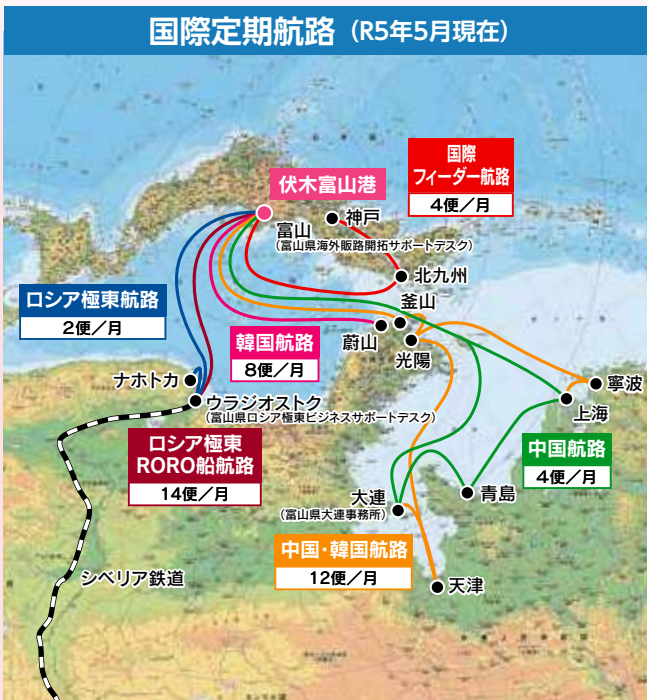 国際定期航路（R5年5月現在）
国際
フィーダー航路
4便／月
伏木富山港
神戸
富山
（富山県海外販路開拓サポートデスク）
北九州
釜山
ロシア極東航路
2便／月
韓国航路
8便／月
蔚山
光陽
ナホトカ
ウラジオストク
（富山県ロシア極東ビジネスサポートデスク）
寧波
上海
ロシア極東
RORO船航路
14便／月
中国航路
4便／月
大連
（富山県大連事務所）
青島
中国・韓国航路
12便／月
シベリア鉄道
天津